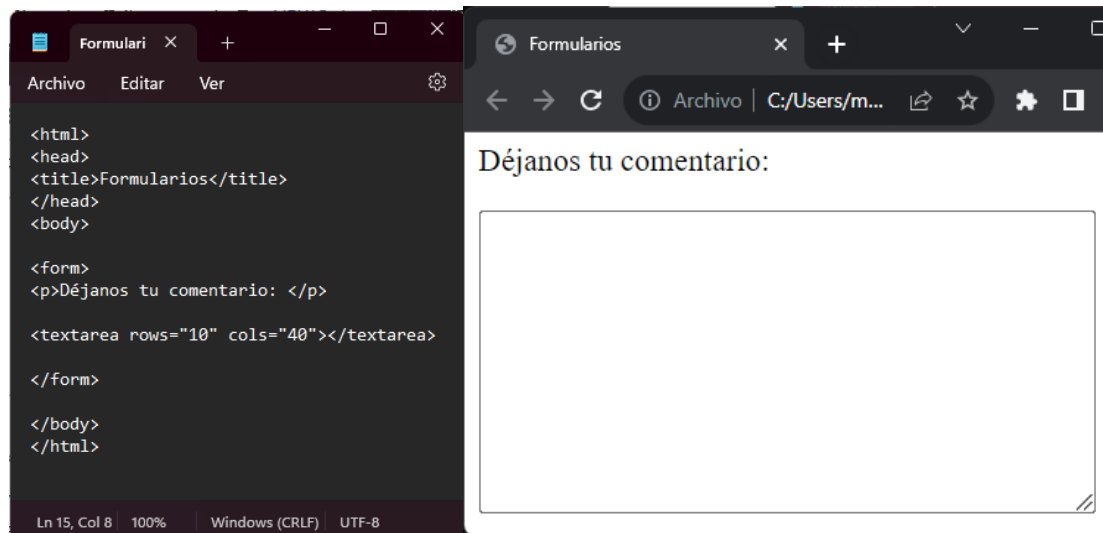 Formulari
Archivo Editar Ver
<html>
<head>
<title>Formularios</title>
</head>
<body>
<form>
<p>Déjanos tu comentario: </p>
<textarea rows="10" cols="40"></textarea>
</form>
</body>
</html>
Ln 15, Col 8 100% Windows (CRLF) UTF-8
Formularios
Archivo C:/Users/m...
Déjanos tu comentario: